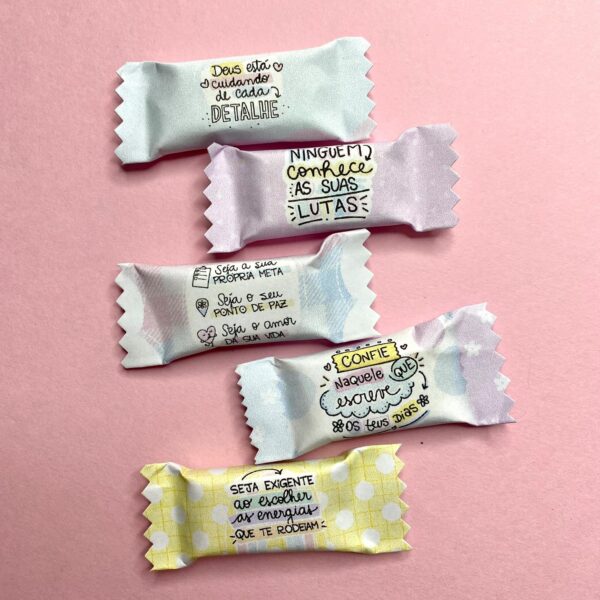 Deus está
cuidando
de cada
DETALHE
NINGUEM
conhece
AS SUAS
LUTAS
Seja a sua
PRÓPRIA META
Seja o seu
PONTO DE PAZ
Seja o amor
DA SUA VIDA
CONFIE
Naquele QUE
escreve
OS teus DIAS
SEJA EXIGENTE
ao escolher
as energias
QUE TE RODEIAM